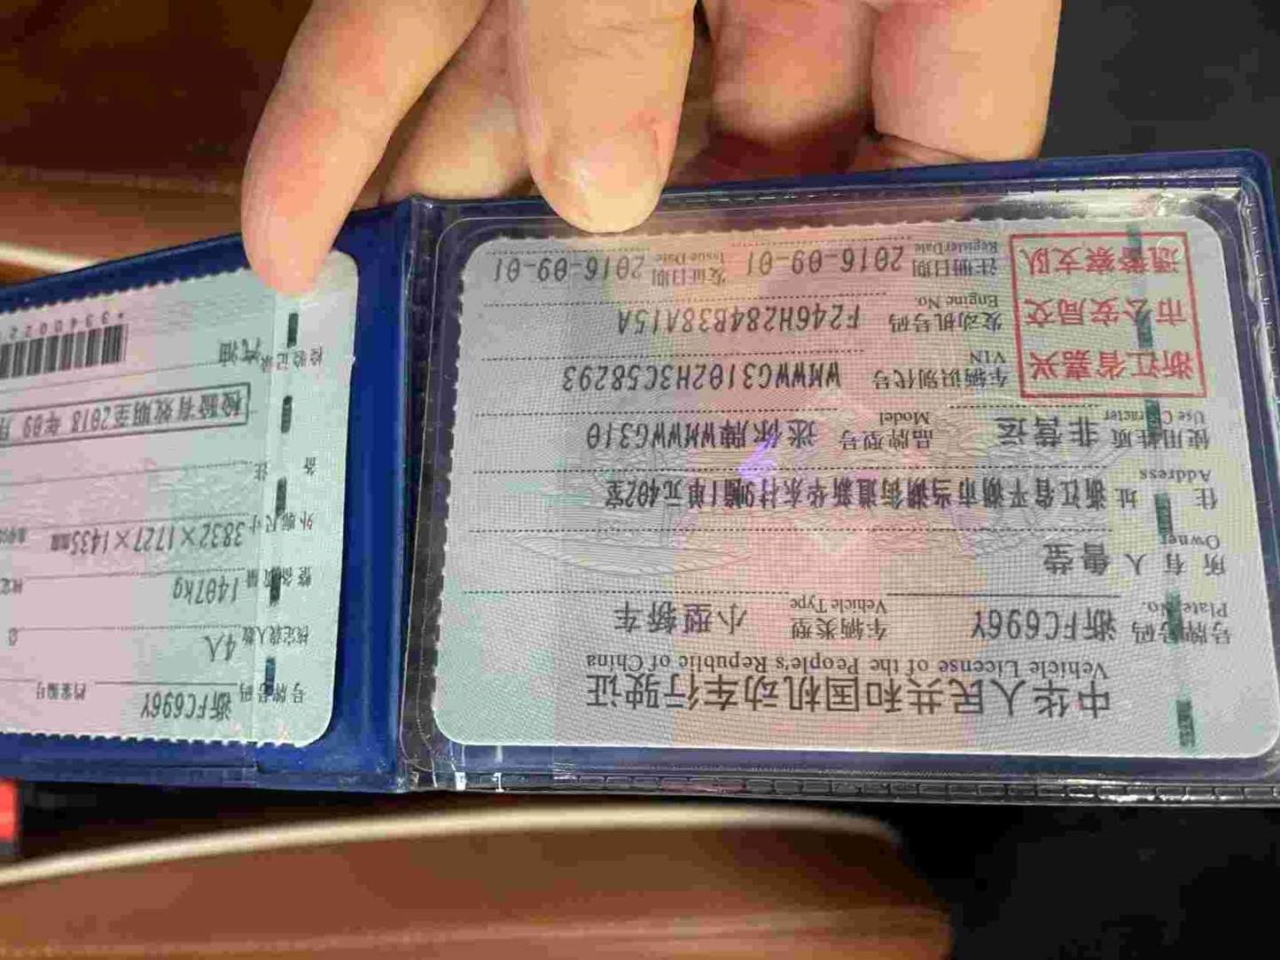 中华人民共和国机动车行驶证
Vehicle License of the People's Republic of China
号牌号码 浙FC696Y 车辆类型 小型轿车
Plate No. Vehicle Type
所有人 鲁莹
Owner
住址 浙江省平湖市当湖街道新华东村9幢1单元402室
Address
使用性质 非营运 品牌型号 迷你牌WMWWG310
Use Character Model
浙江省嘉兴
市公安局交
通警察支队
车辆识别代号 WMWWG3102H3C58293
VIN
发动机号码 F246H284B38A15A
Engine No.
注册日期 2016-09-01 发证日期 2016-09-01
Register Date Issue Date
号牌号码 浙FC696Y 档案编号
核定载人数 4人
整备质量 1407kg
外廓尺寸 3832×1727×1435mm
备注
检验有效期至2018年09月
检验记录 汽油